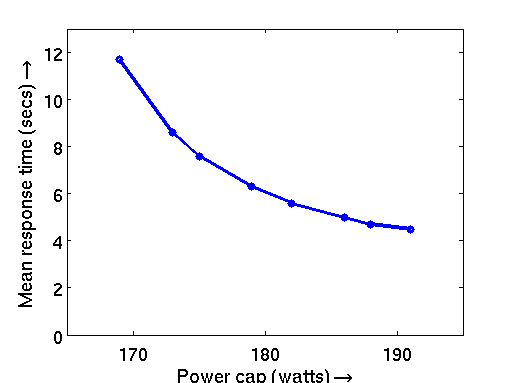 12
10
8
6
4
2
0
Mean response time (secs) →
170 180 190
Power cap (watts) →